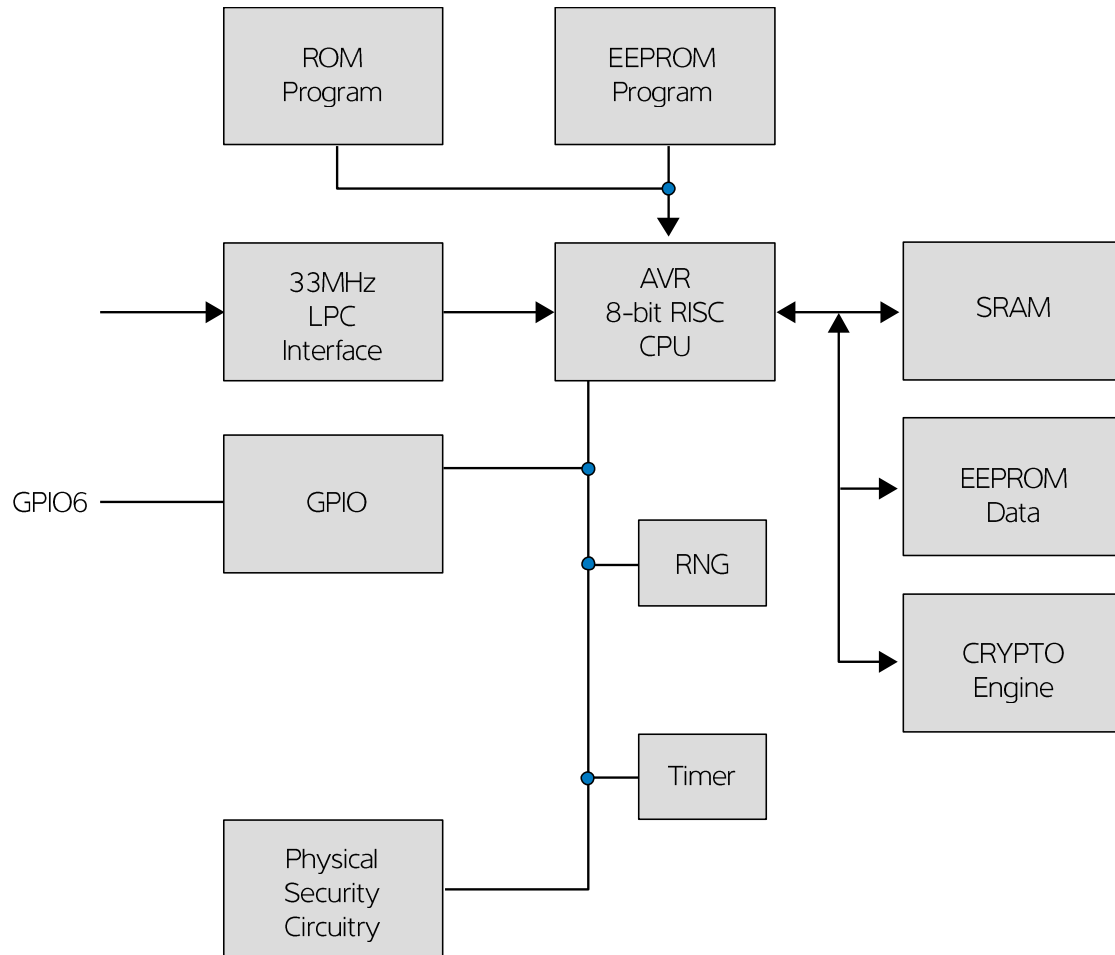 ROM
Program
EEPROM
Program
33MHz
LPC
Interface
AVR
8-bit RISC
CPU
SRAM
GPIO6
GPIO
EEPROM
Data
RNG
CRYPTO
Engine
Timer
Physical
Security
Circuitry